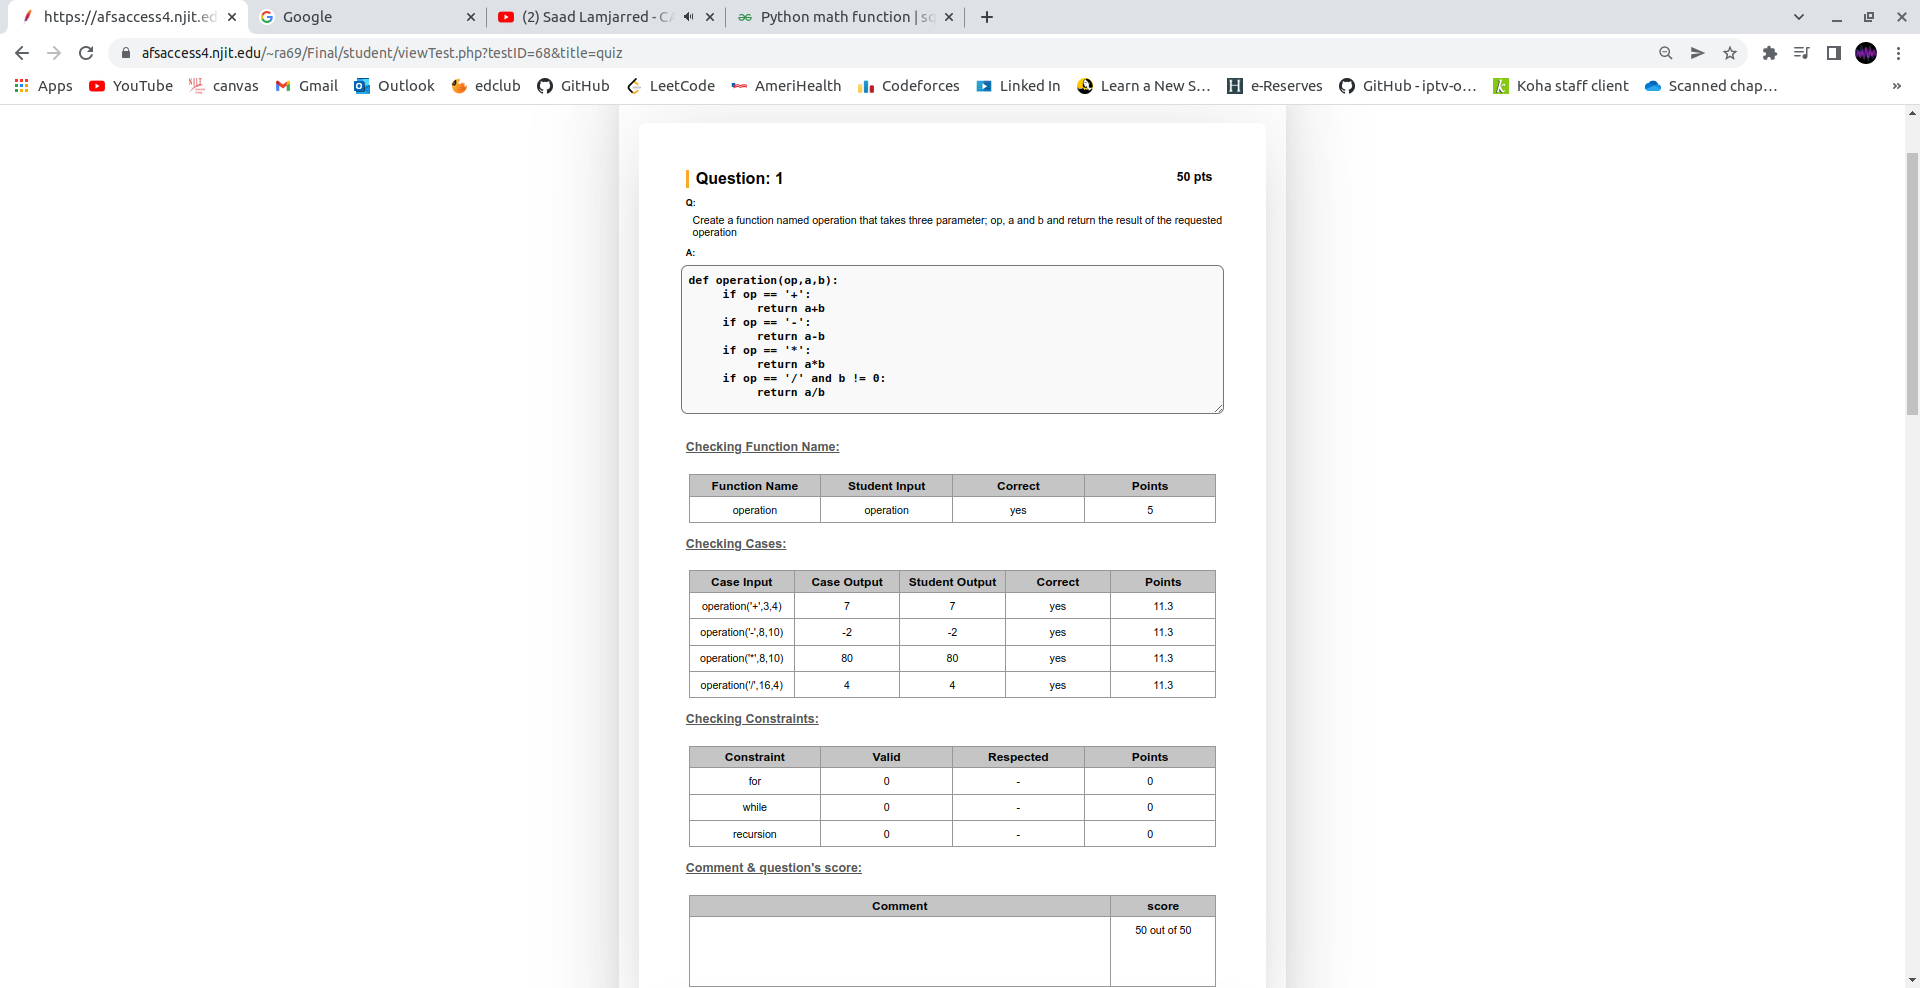 https://afsaccess4.njit.ed
Google
(2) Saad Lamjarred - CA
Python math function | sq
afsaccess4.njit.edu/~ra69/Final/student/viewTest.php?testID=68&title=quiz
Apps YouTube canvas Gmail Outlook edclub GitHub LeetCode AmeriHealth Codeforces Linked In Learn a New S... e-Reserves GitHub - iptv-o... Koha staff client Scanned chap... »
Question: 1 50 pts
Q:
Create a function named operation that takes three parameter; op, a and b and return the result of the requested
operation
A:
def operation(op,a,b):
if op == '+':
return a+b
if op == '-':
return a-b
if op == '*':
return a*b
if op == '/' and b != 0:
return a/b
Checking Function Name:
Function Name Student Input Correct Points
operation operation yes 5
Checking Cases:
Case Input Case Output Student Output Correct Points
operation('+',3,4) 7 7 yes 11.3
operation('-',8,10) -2 -2 yes 11.3
operation('*',8,10) 80 80 yes 11.3
operation('/',16,4) 4 4 yes 11.3
Checking Constraints:
Constraint Valid Respected Points
for 0 - 0
while 0 - 0
recursion 0 - 0
Comment & question's score:
Comment score
50 out of 50